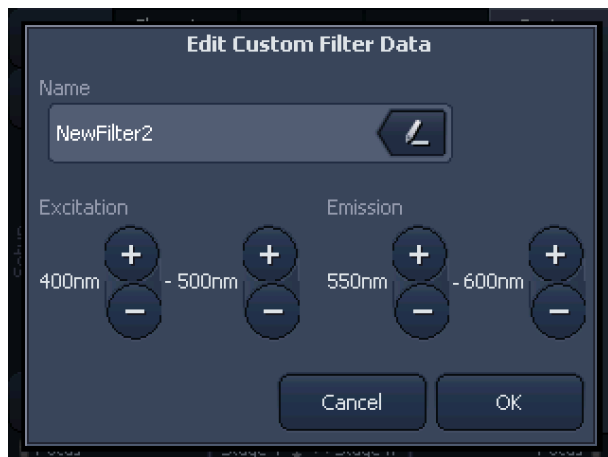 Edit Custom Filter Data
Name
NewFilter2
Excitation Emission
400nm + - - 500nm + - 550nm + - - 600nm + -
Cancel OK